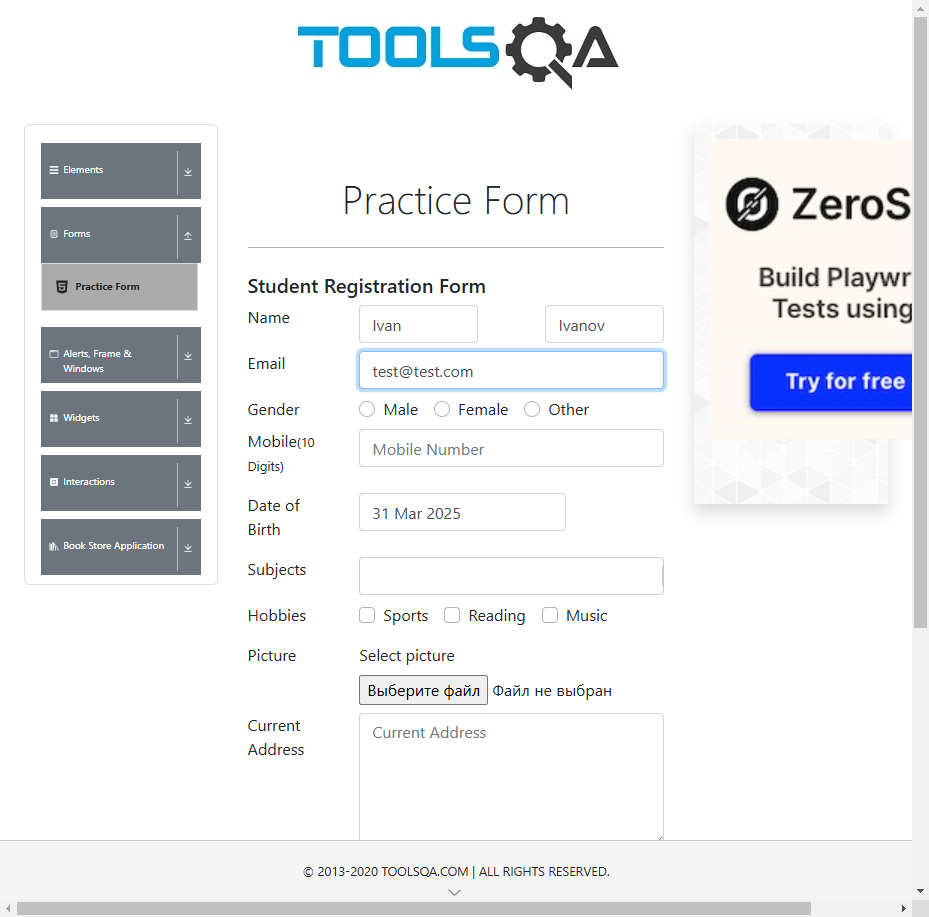 TOOLSQA
Elements
Forms
Practice Form
Alerts, Frame &
Windows
Widgets
Interactions
Book Store Application
Practice Form
Student Registration Form
Name
Ivan
Ivanov
Email
test@test.com
Gender
Male
Female
Other
Mobile(10
Digits)
Mobile Number
Date of
Birth
31 Mar 2025
Subjects
Hobbies
Sports
Reading
Music
Picture
Select picture
Выберите файл
Файл не выбран
Current
Address
Current Address
ZeroS
Build Playwr
Tests using
Try for free
© 2013-2020 TOOLSQA.COM | ALL RIGHTS RESERVED.